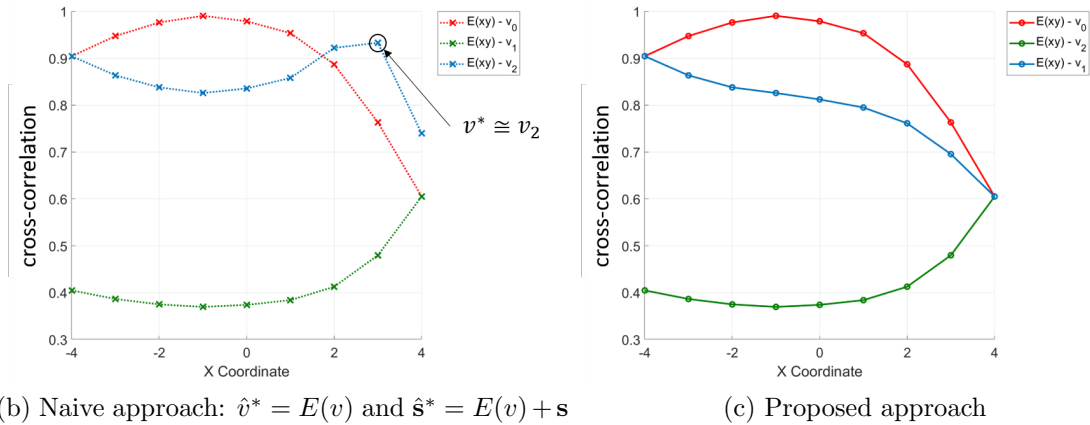 1
0.9
0.8
0.7
0.6
0.5
0.4
0.3
-4
-2
0
2
4
X Coordinate
cross-correlation
E(xy) - v0
E(xy) - v1
E(xy) - v2
v* ≅ v2
(b) Naive approach: v̂* = E(v) and ŝ* = E(v) + s
1
0.9
0.8
0.7
0.6
0.5
0.4
0.3
-4
-2
0
2
4
X Coordinate
cross-correlation
E(xy) - v0
E(xy) - v2
E(xy) - v1
(c) Proposed approach